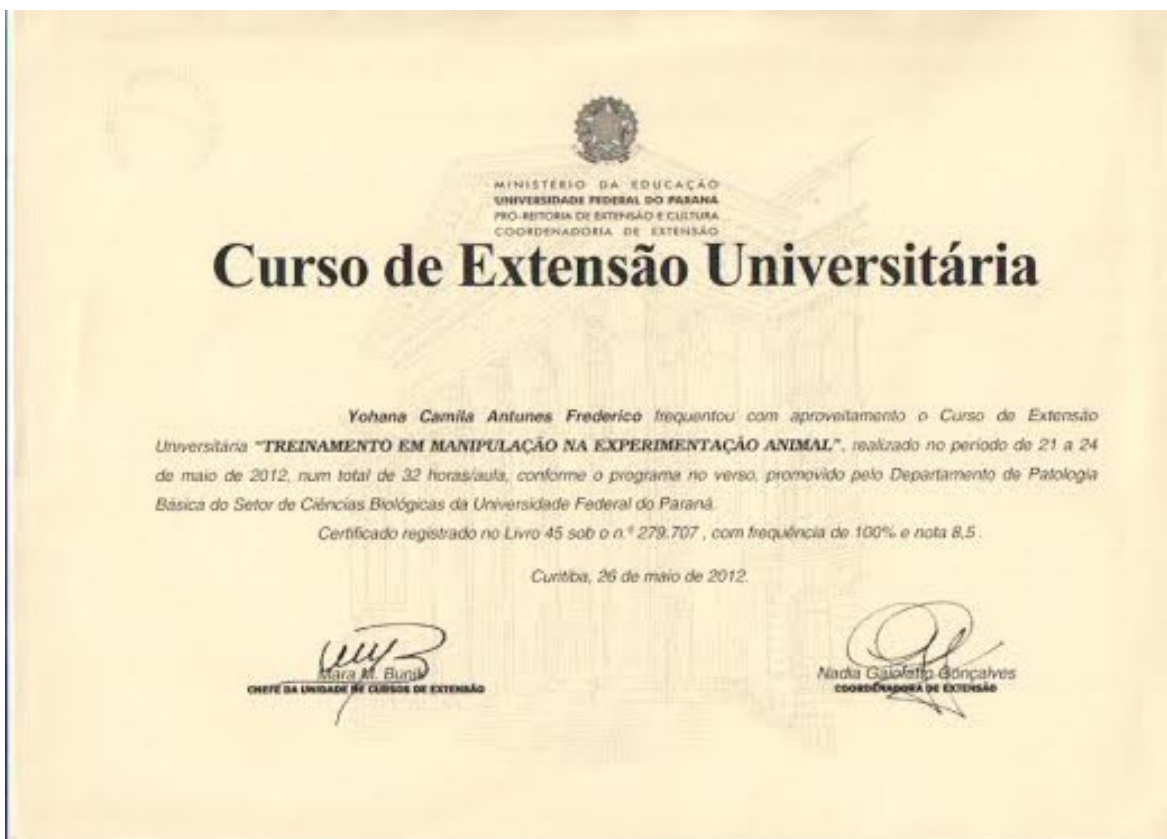 MINISTÉRIO DA EDUCAÇÃO
UNIVERSIDADE FEDERAL DO PARANÁ
PRÓ-REITORIA DE EXTENSÃO E CULTURA
COORDENADORIA DE EXTENSÃO
Curso de Extensão Universitária
Yohana Camila Antunes Frederico frequentou com aproveitamento o Curso de Extensão
Universitária "TREINAMENTO EM MANIPULAÇÃO NA EXPERIMENTAÇÃO ANIMAL", realizado no período de 21 a 24
de maio de 2012, num total de 32 horas/aula, conforme o programa no verso, promovido pelo Departamento de Patologia
Básica do Setor de Ciências Biológicas da Universidade Federal do Paraná.
Certificado registrado no Livro 45 sob o n.º 279.707 , com frequência de 100% e nota 8,5 .
Curitiba, 26 de maio de 2012.
Mara M.
CHEFE DA UNIDADE DE CURSOS DE EXTENSÃO
Nadia Gonçalves
COORDENADORA DE EXTENSÃO